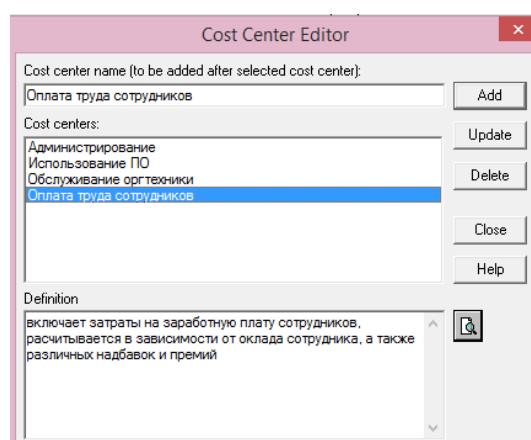 Cost Center Editor
Cost center name (to be added after selected cost center):
Оплата труда сотрудников
Add
Cost centers:
Update
Администрирование
Использование ПО
Обслуживание оргтехники
Delete
Оплата труда сотрудников
Close
Help
Definition
включает затраты на заработную плату сотрудников,
расчитывается в зависимости от оклада сотрудника, а также
различных надбавок и премий